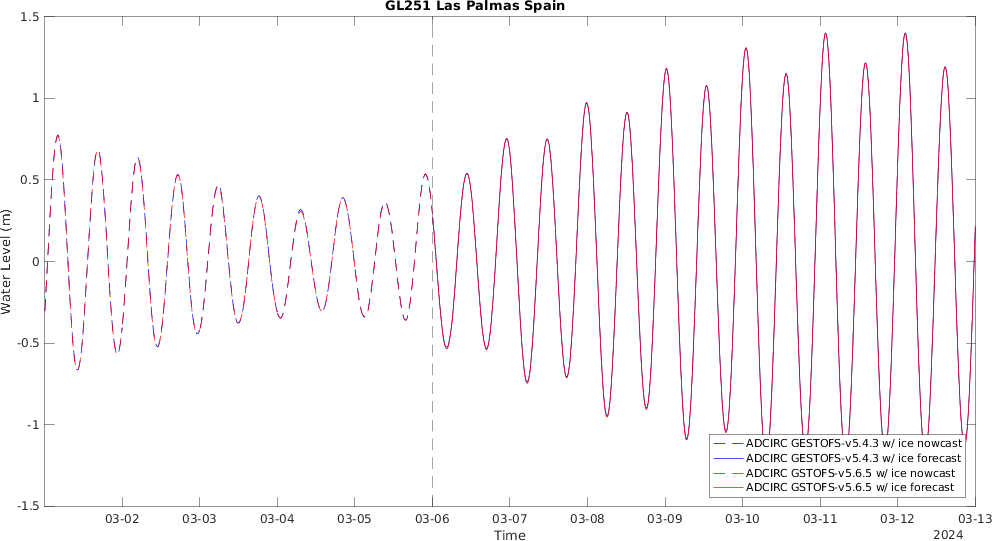 GL251 Las Palmas Spain
1.5
1
0.5
0
-0.5
-1
-1.5
Water Level (m)
ADCIRC GESTOFS-v5.4.3 w/ ice nowcast
ADCIRC GESTOFS-v5.4.3 w/ ice forecast
ADCIRC GSTOFS-v5.6.5 w/ ice nowcast
ADCIRC GSTOFS-v5.6.5 w/ ice forecast
03-02 03-03 03-04 03-05 03-06 03-07 03-08 03-09 03-10 03-11 03-12 03-13
Time
2024